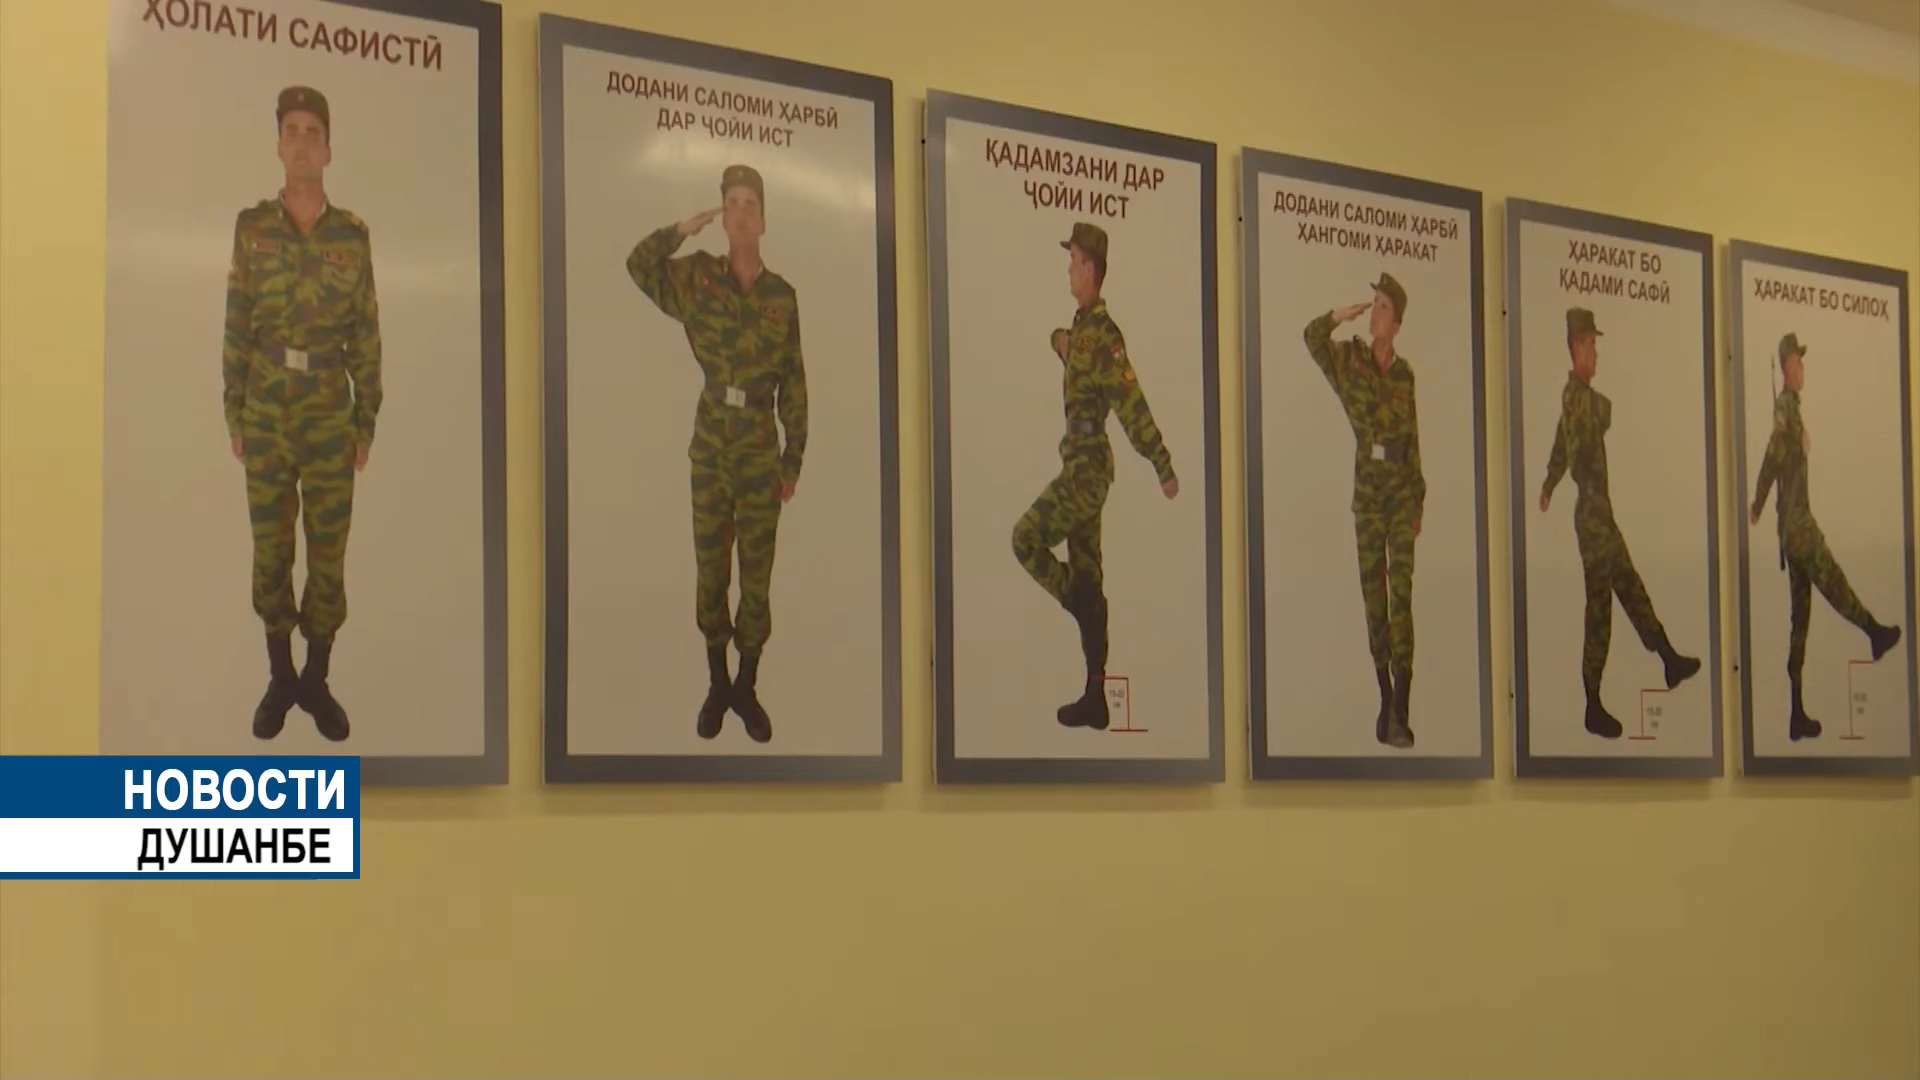 ҲОЛАТИ САФИСТӢ
ДОДАНИ САЛОМИ ҲАРБӢ
ДАР ҶОЙИ ИСТ
ҚАДАМЗАНИ ДАР
ҶОЙИ ИСТ
ДОДАНИ САЛОМИ ҲАРБӢ
ҲАНГОМИ ҲАРАКАТ
ҲАРАКАТ БО
ҚАДАМИ САФӢ
ҲАРАКАТ БО СИЛОҲ
НОВОСТИ
ДУШАНБЕ